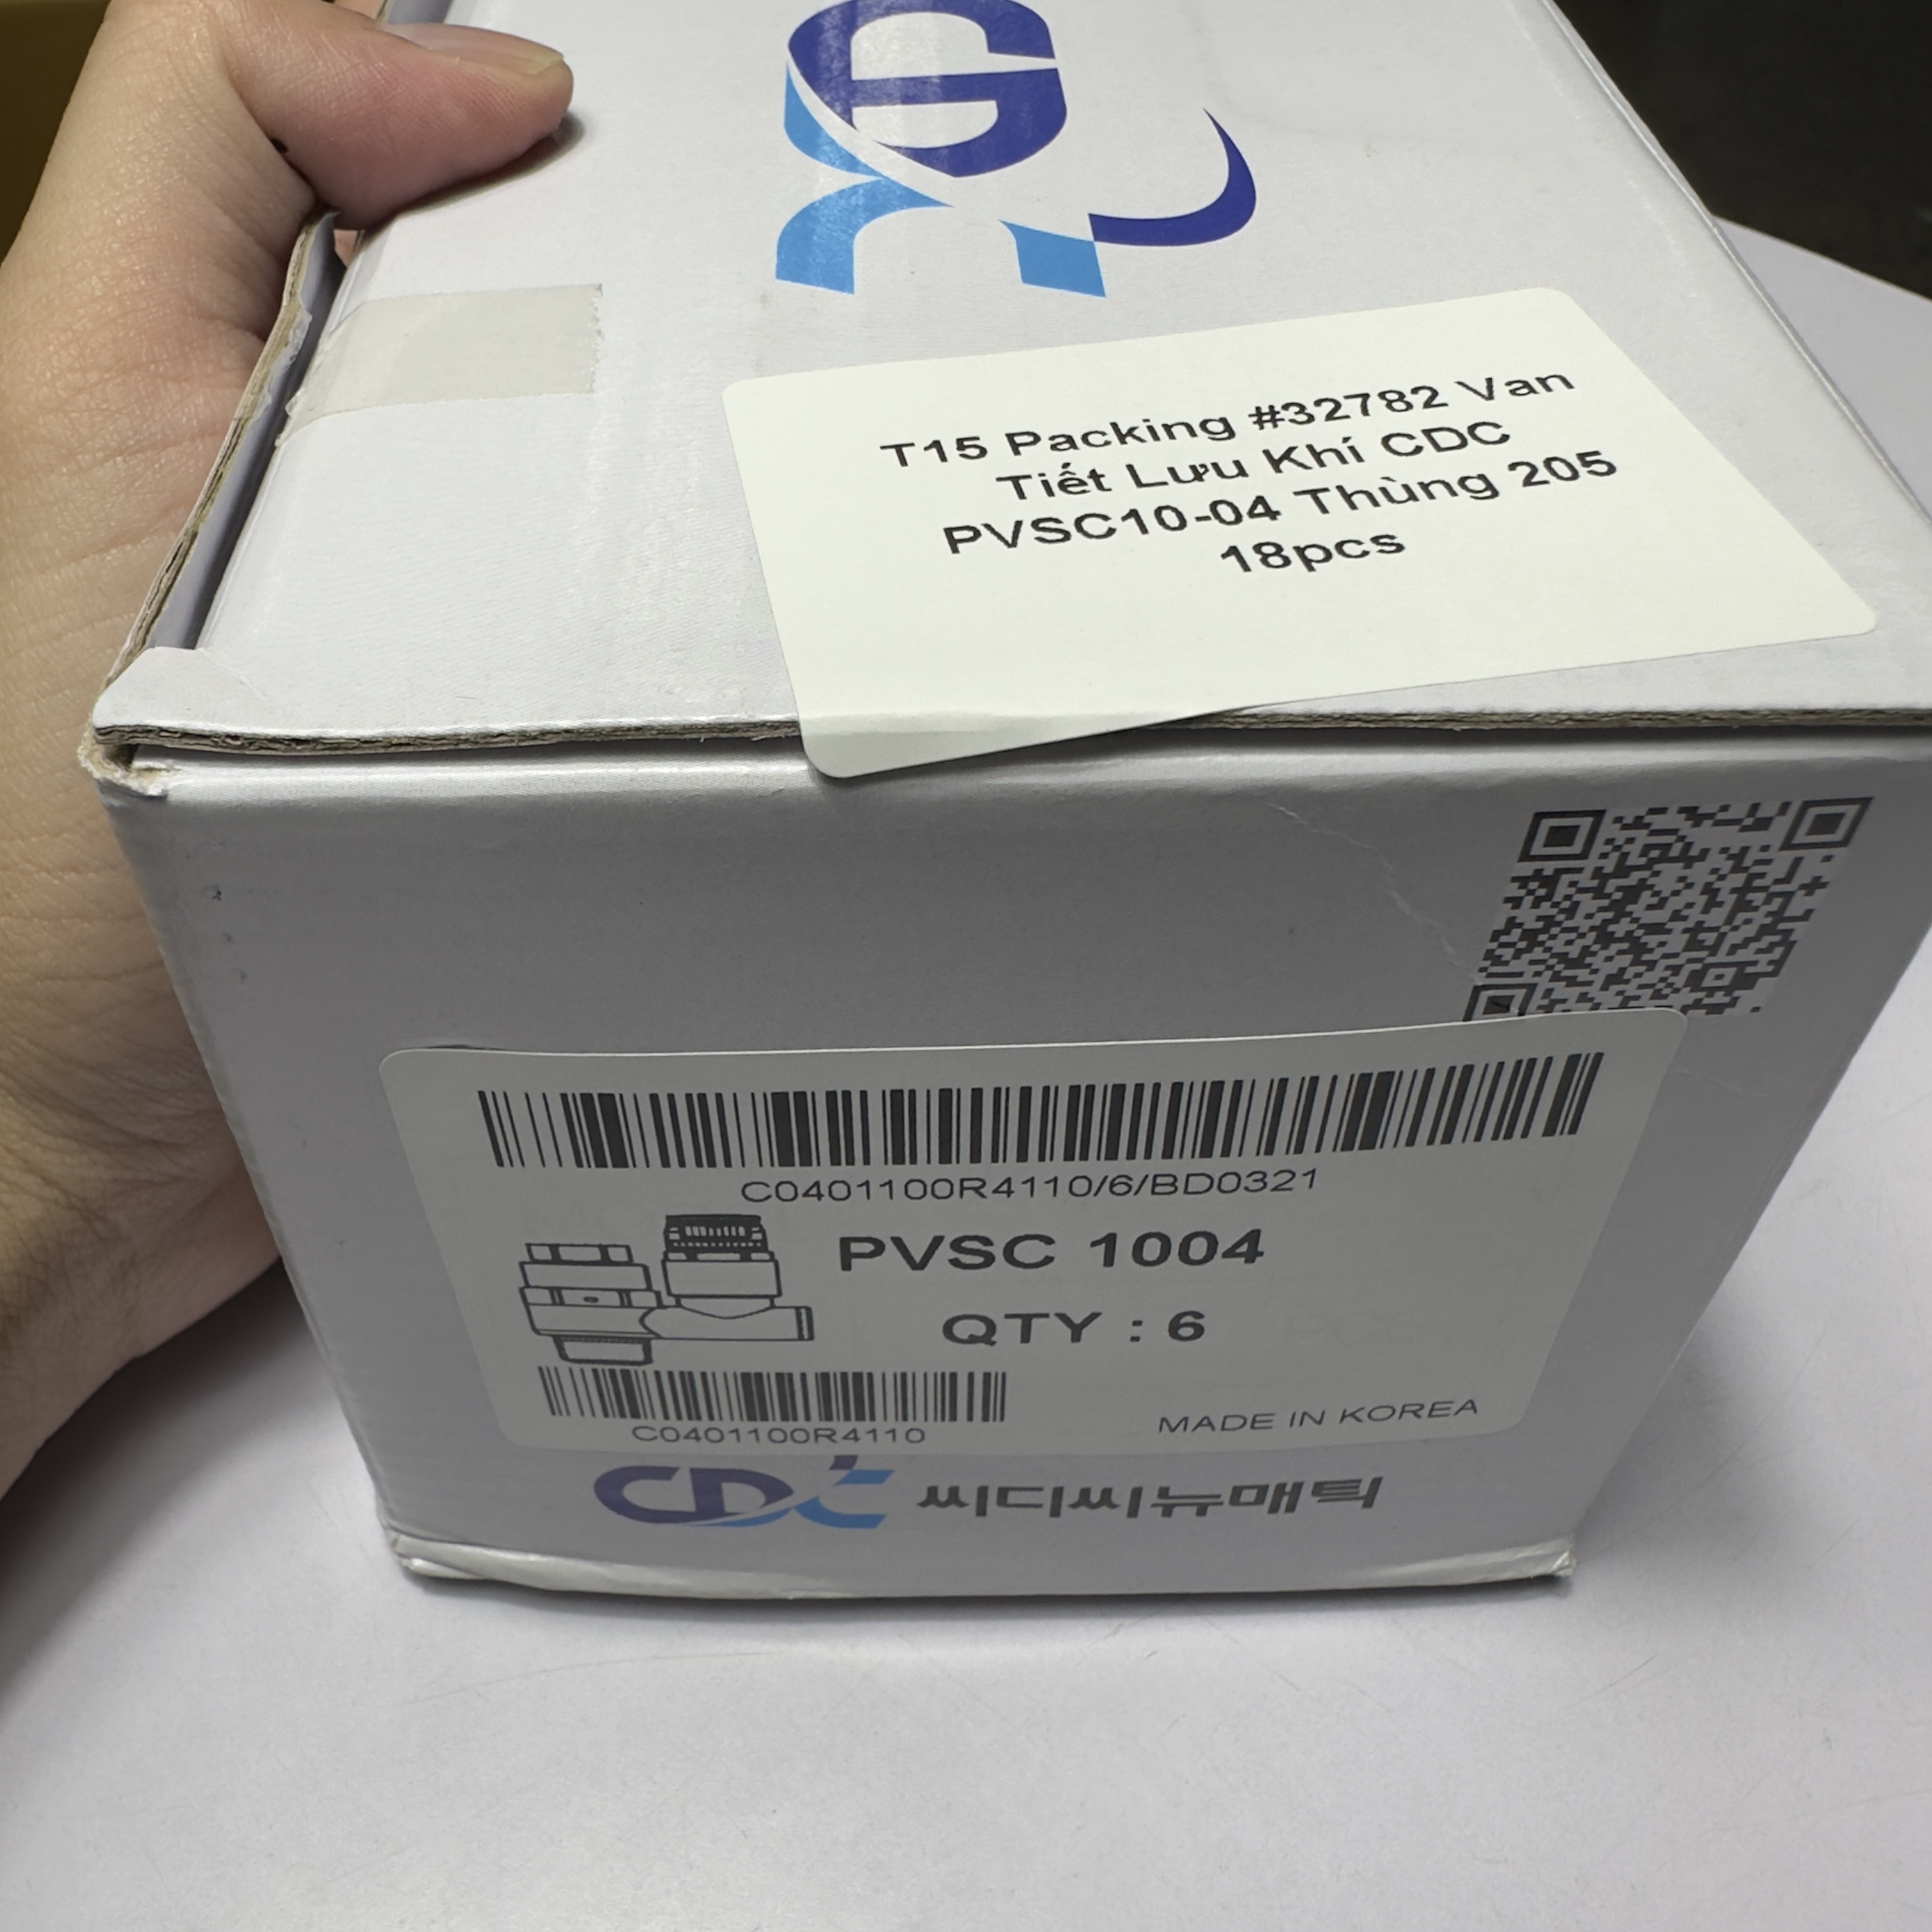 T15 Packing #32782 Van
Tiết Lưu Khí CDC
PVSC10-04 Thùng 205
18pcs
C0401100R4110/6/BD0321
PVSC 1004
QTY : 6
C0401100R4110
MADE IN KOREA
CDC 씨디씨뉴매틱